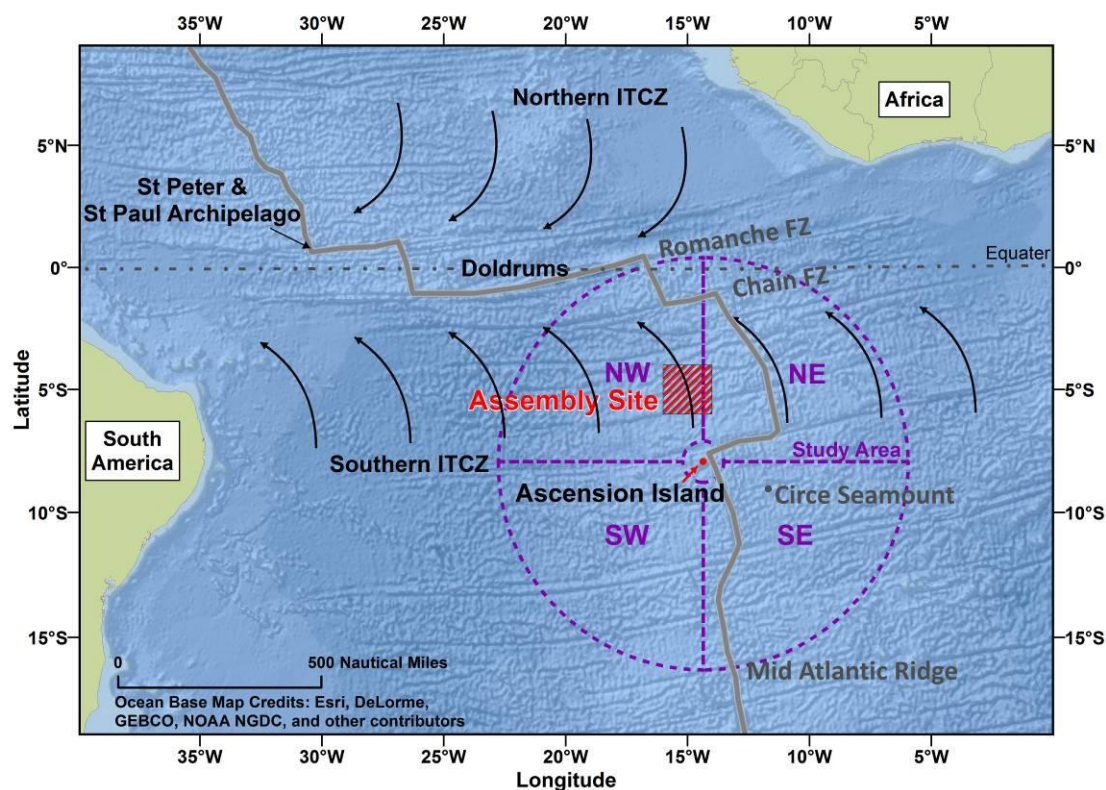 35°W 30°W 25°W 20°W 15°W 10°W 5°W
Northern ITCZ
Africa
5°N
5°N
St Peter &
St Paul Archipelago
Romanche FZ
Equater
0°
Doldrums
0°
Chain FZ
NW
NE
5°S
Assembly Site
5°S
South
America
Southern ITCZ
Study Area
Ascension Island
Circe Seamount
10°S
10°S
SW
SE
15°S
15°S
0
500 Nautical Miles
Mid Atlantic Ridge
Ocean Base Map Credits: Esri, DeLorme,
GEBCO, NOAA NGDC, and other contributors
35°W 30°W 25°W 20°W 15°W 10°W 5°W
Latitude
Longitude